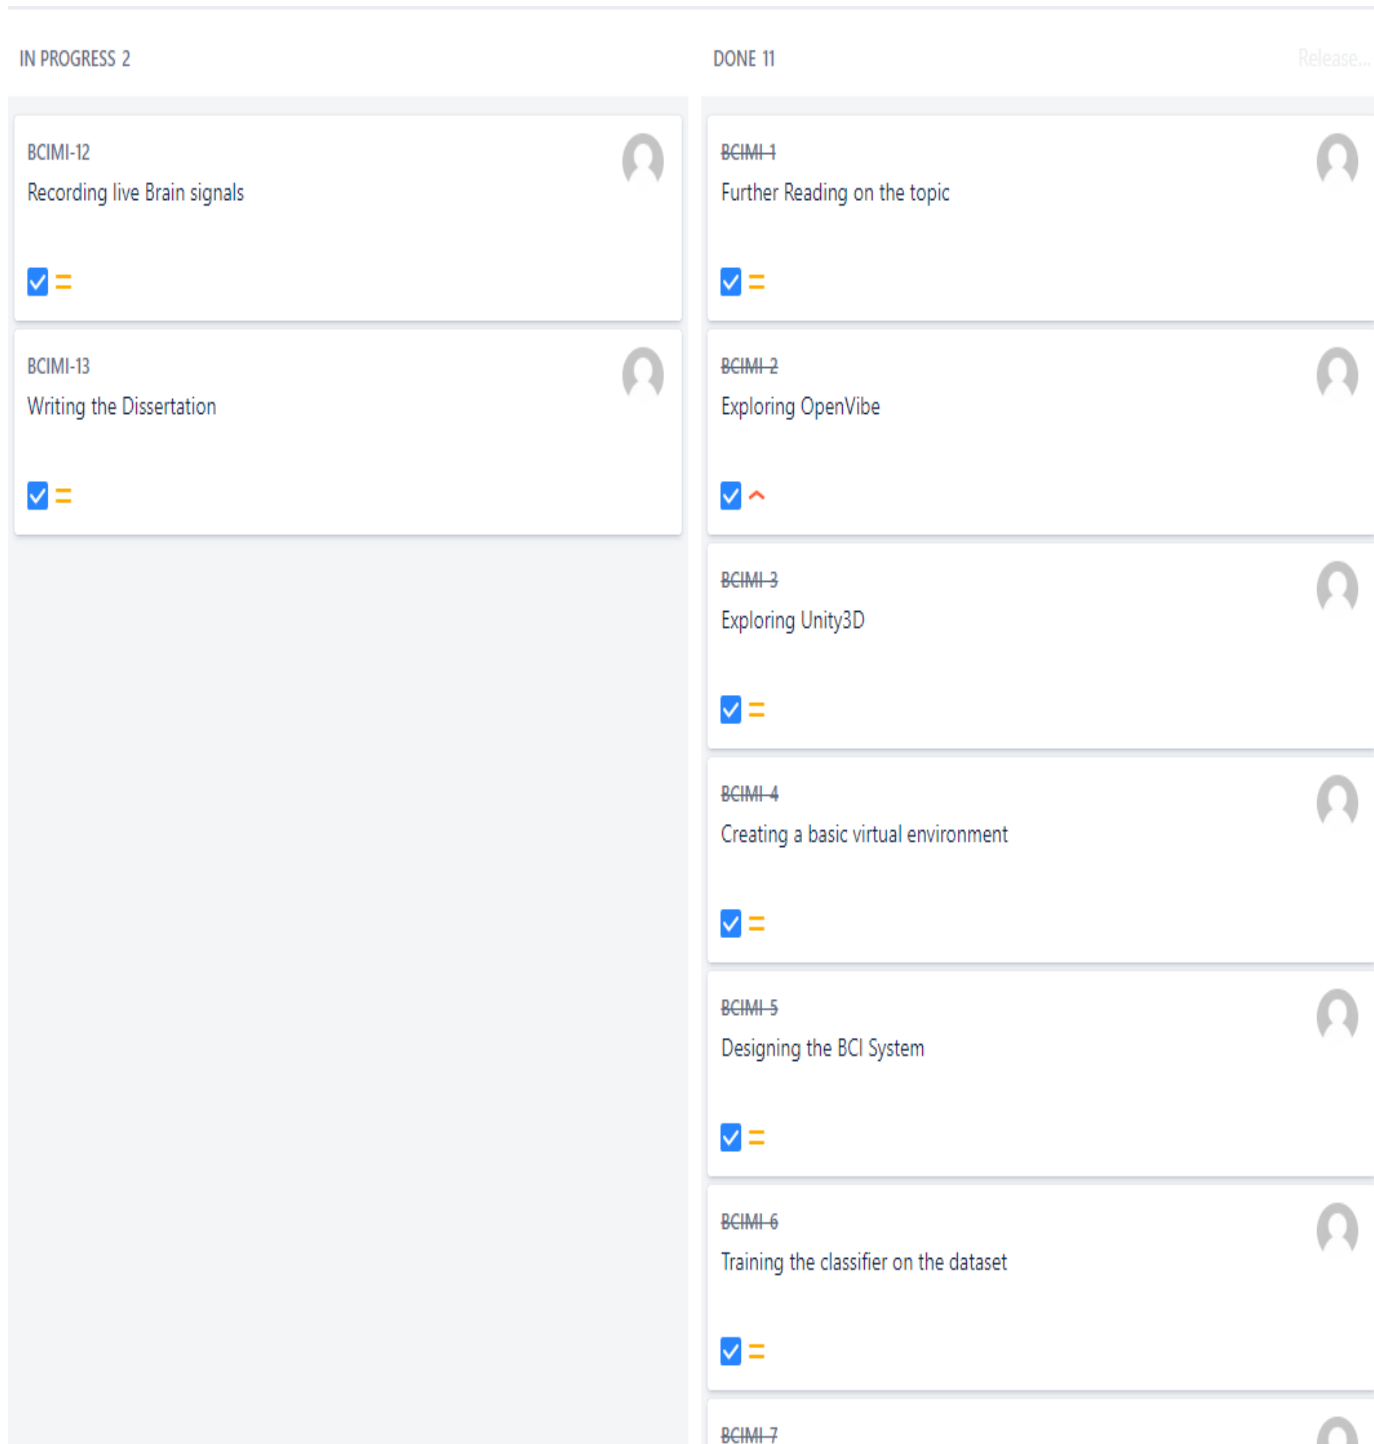 IN PROGRESS 2
BCIMI-12
Recording live Brain signals
BCIMI-13
Writing the Dissertation
DONE 11
Release...
BCIMI-1
Further Reading on the topic
BCIMI-2
Exploring OpenVibe
BCIMI-3
Exploring Unity3D
BCIMI-4
Creating a basic virtual environment
BCIMI-5
Designing the BCI System
BCIMI-6
Training the classifier on the dataset
BCIMI-7